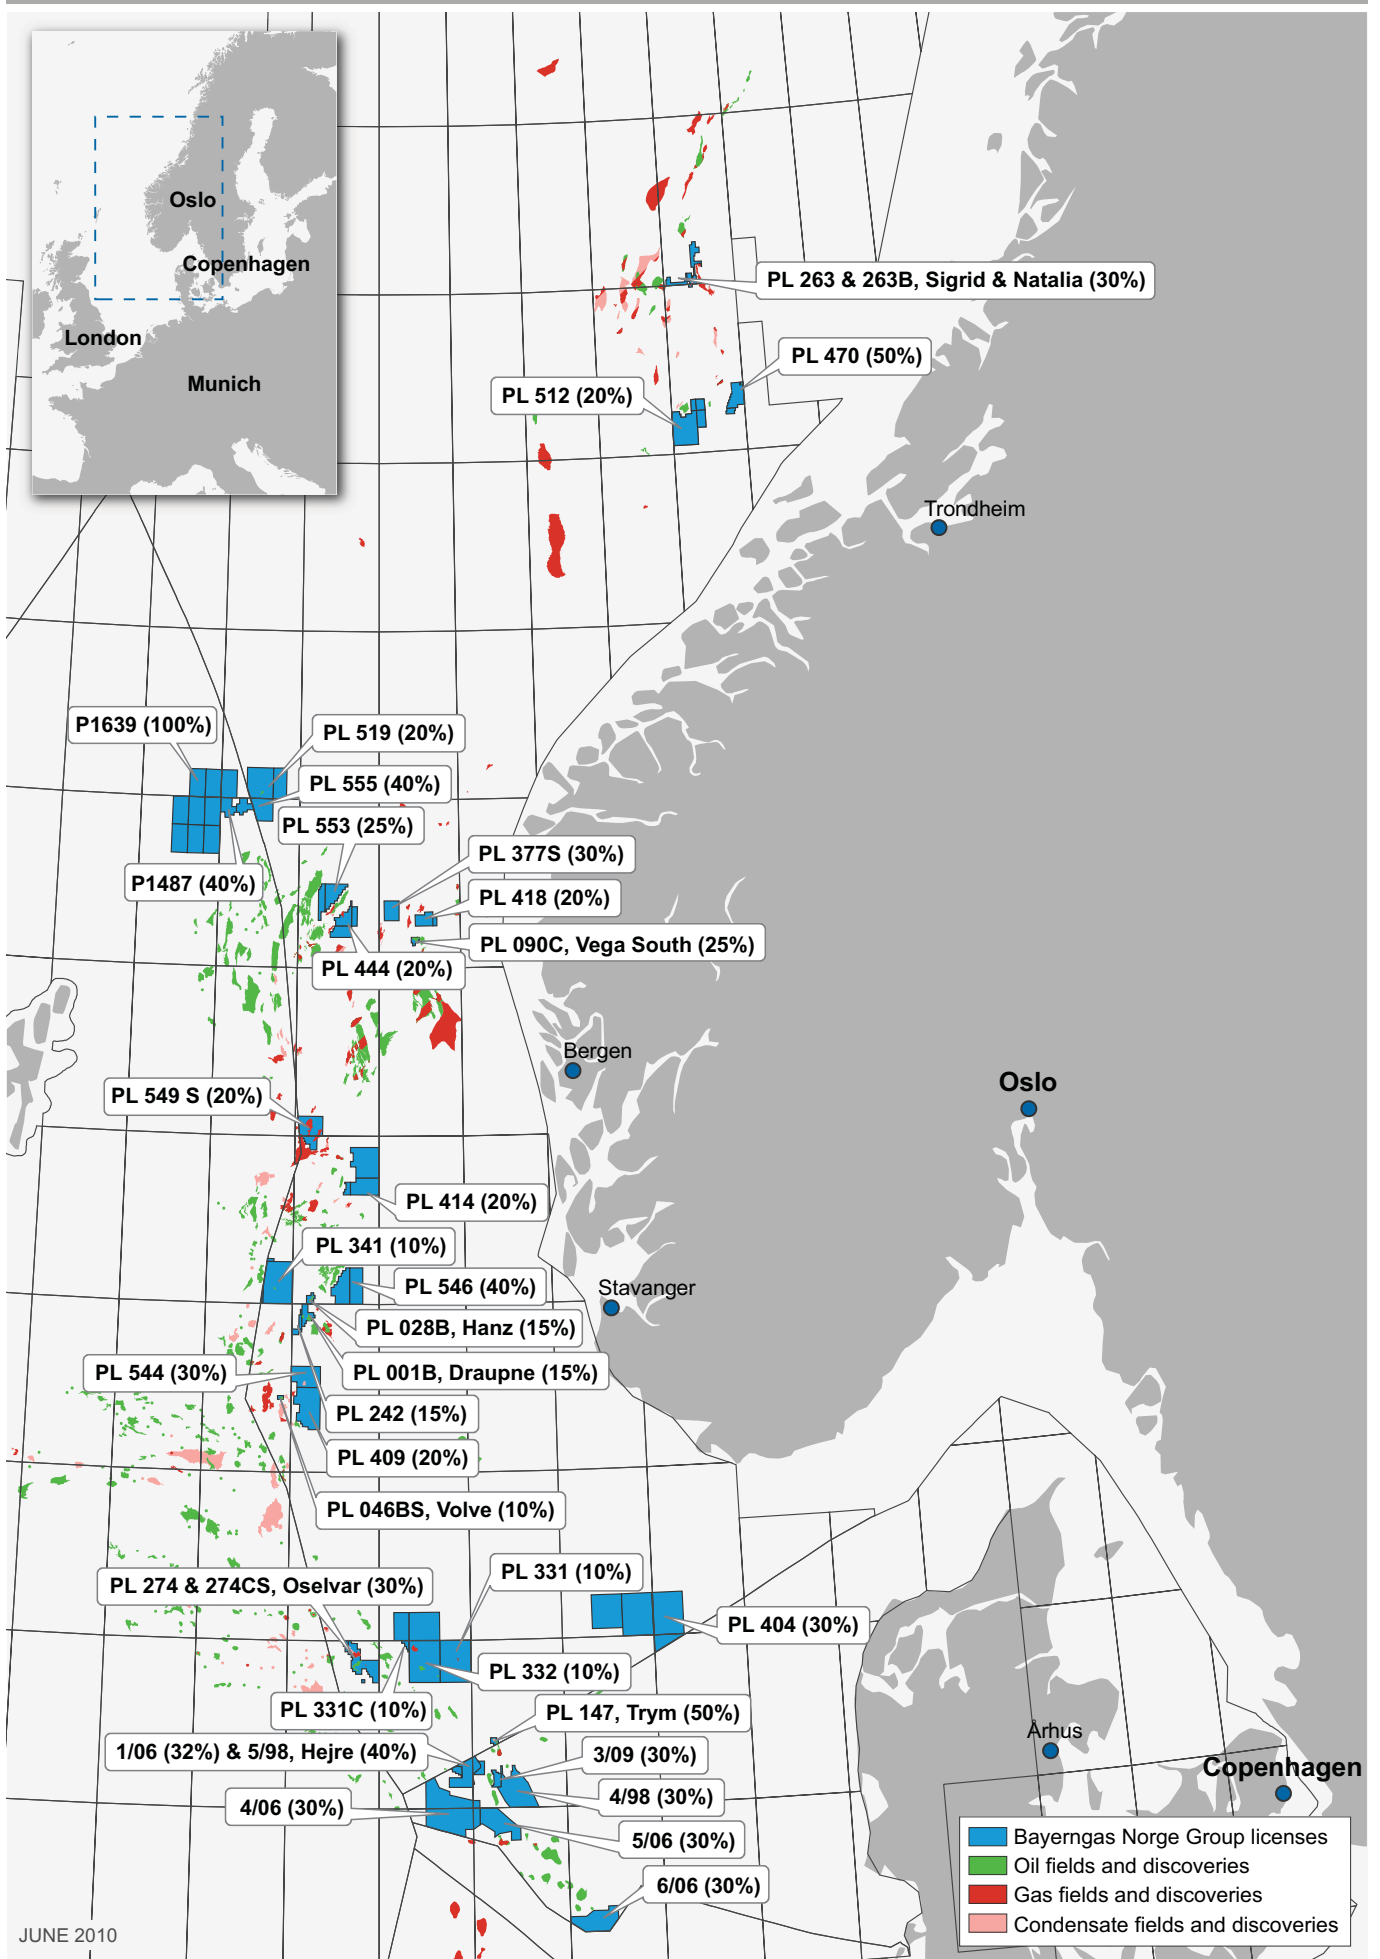 Oslo
Copenhagen
London
Munich
PL 263 & 263B, Sigrid & Natalia (30%)
PL 470 (50%)
PL 512 (20%)
Trondheim
P1639 (100%)
PL 519 (20%)
PL 555 (40%)
PL 553 (25%)
PL 377S (30%)
P1487 (40%)
PL 418 (20%)
PL 090C, Vega South (25%)
PL 444 (20%)
Bergen
Oslo
PL 549 S (20%)
PL 414 (20%)
PL 341 (10%)
PL 546 (40%)
Stavanger
PL 028B, Hanz (15%)
PL 544 (30%)
PL 001B, Draupne (15%)
PL 242 (15%)
PL 409 (20%)
PL 046BS, Volve (10%)
PL 331 (10%)
PL 274 & 274CS, Oselvar (30%)
PL 404 (30%)
PL 332 (10%)
PL 331C (10%)
PL 147, Trym (50%)
Århus
1/06 (32%) & 5/98, Hejre (40%)
3/09 (30%)
Copenhagen
4/98 (30%)
4/06 (30%)
5/06 (30%)
6/06 (30%)
Bayerngas Norge Group licenses
Oil fields and discoveries
Gas fields and discoveries
Condensate fields and discoveries
JUNE 2010